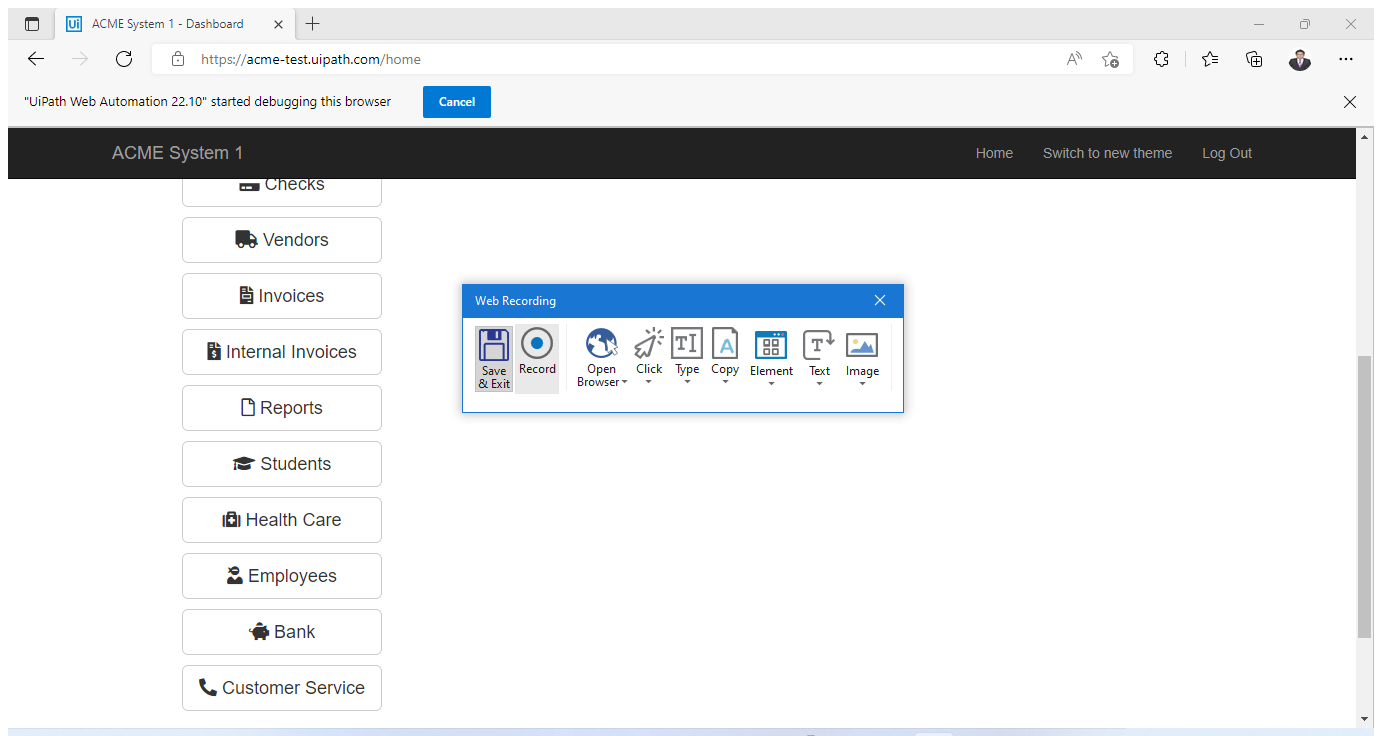 Ui ACME System 1 - Dashboard
https://acme-test.uipath.com/home
"UiPath Web Automation 22.10" started debugging this browser Cancel
ACME System 1 Home Switch to new theme Log Out
Checks
Vendors
Invoices
Internal Invoices
Reports
Students
Health Care
Employees
Bank
Customer Service
Web Recording
Save & Exit
Record
Open Browser
Click
Type
Copy
Element
Text
Image